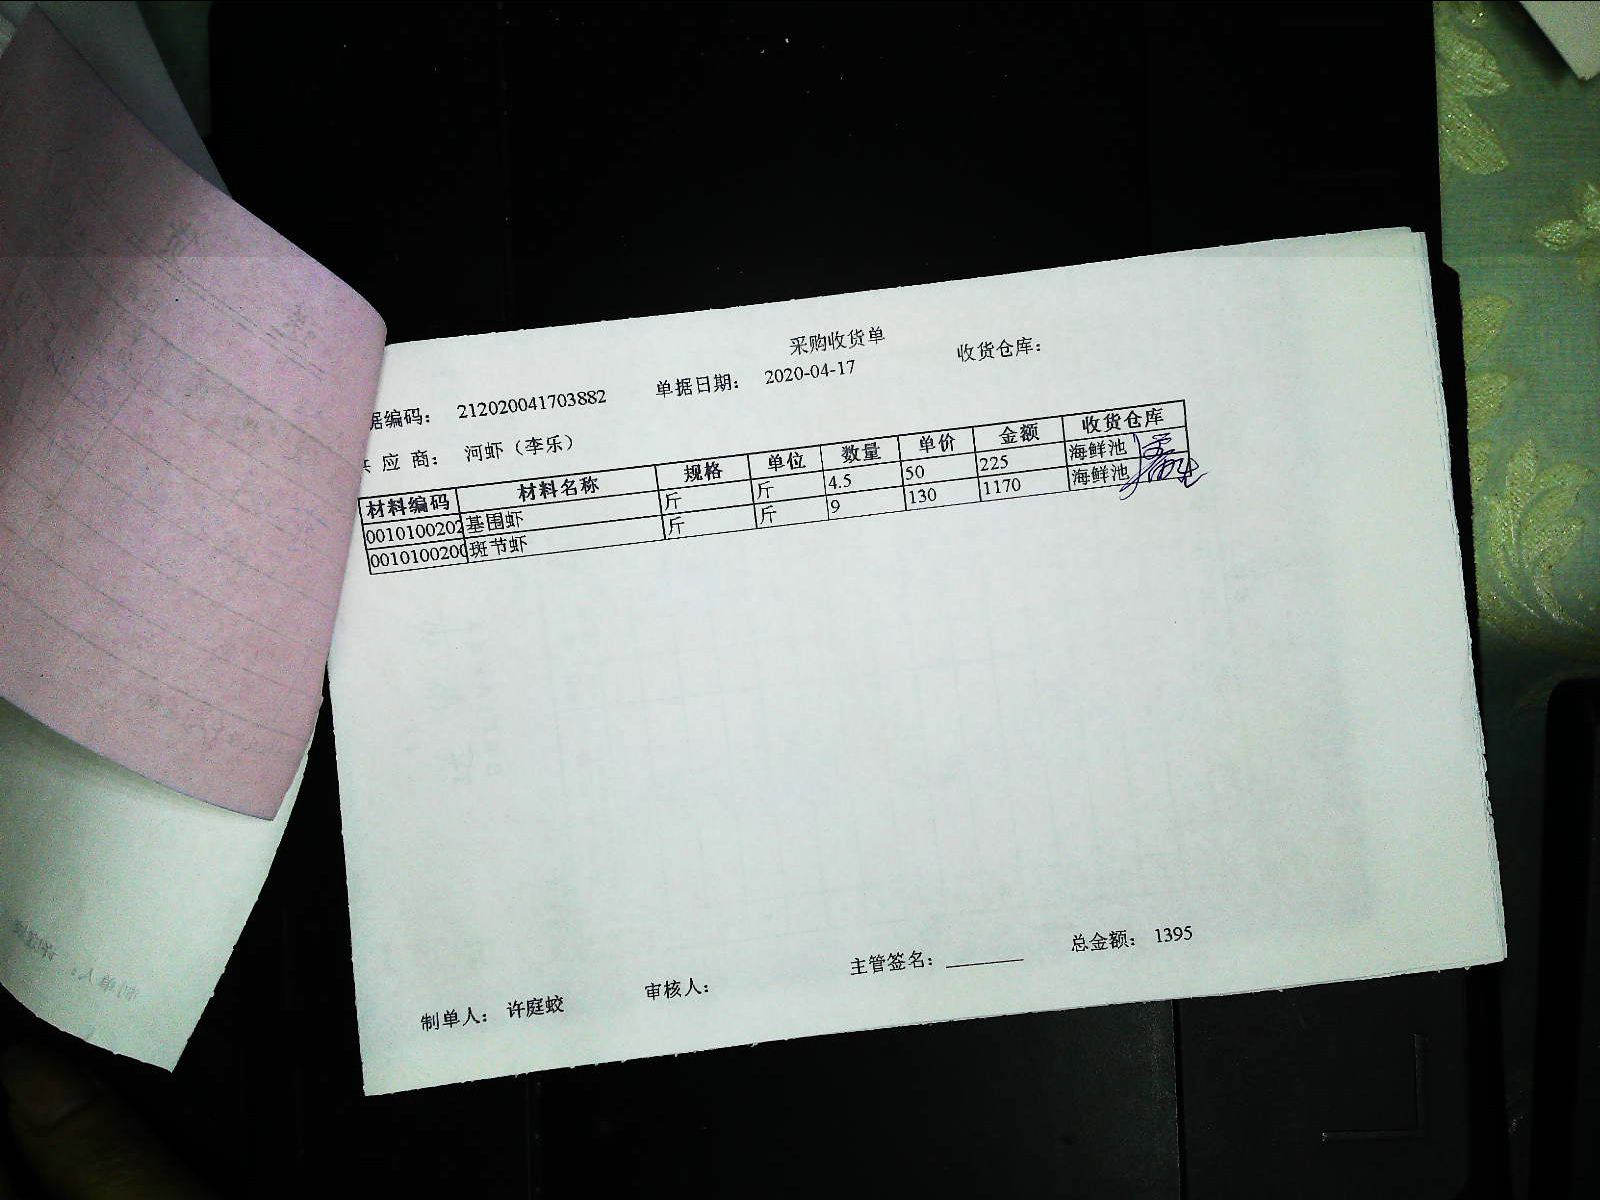 采购收货单
据编码： 212020041703882 单据日期： 2020-04-17 收货仓库：
应 商： 河虾（李乐）
材料编码 材料名称 规格 单位 数量 单价 金额 收货仓库
0010100202 基围虾 斤 斤 4.5 50 225 海鲜池
0010100200 斑节虾 斤 斤 9 130 1170 海鲜池
制单人： 许庭蛟 审核人： 主管签名：______ 总金额： 1395